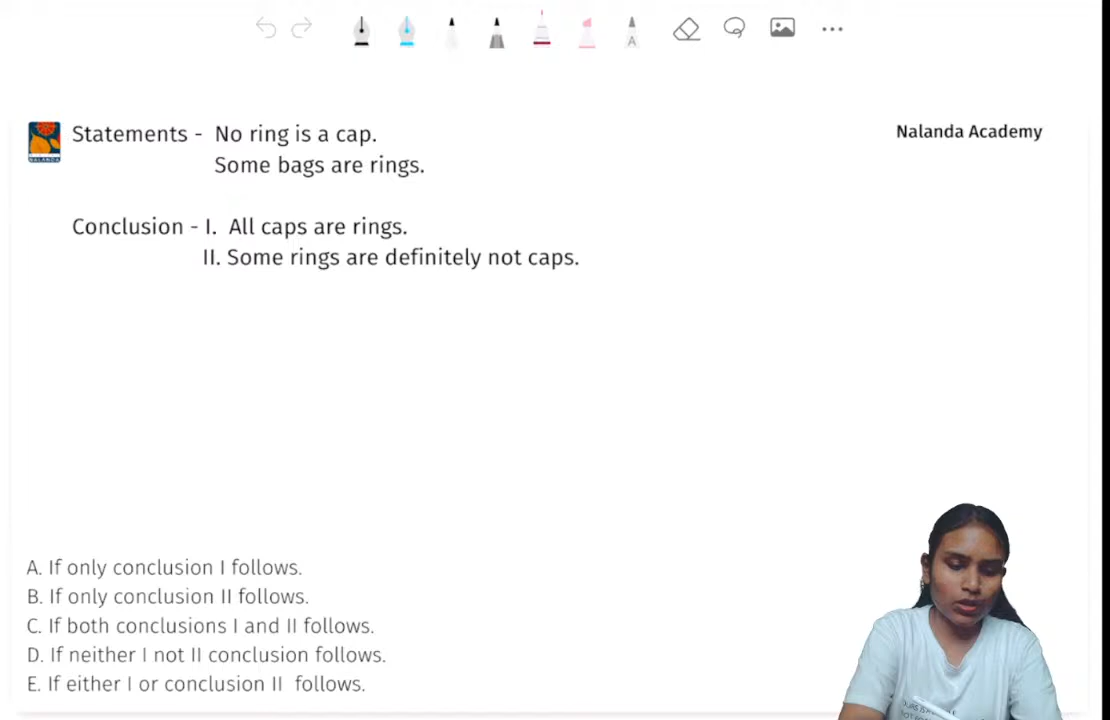 A
NALANDA
Statements - No ring is a cap.
Nalanda Academy
Some bags are rings.
Conclusion - I. All caps are rings.
II. Some rings are definitely not caps.
A. If only conclusion I follows.
B. If only conclusion II follows.
C. If both conclusions I and II follows.
D. If neither I not II conclusion follows.
E. If either I or conclusion II follows.